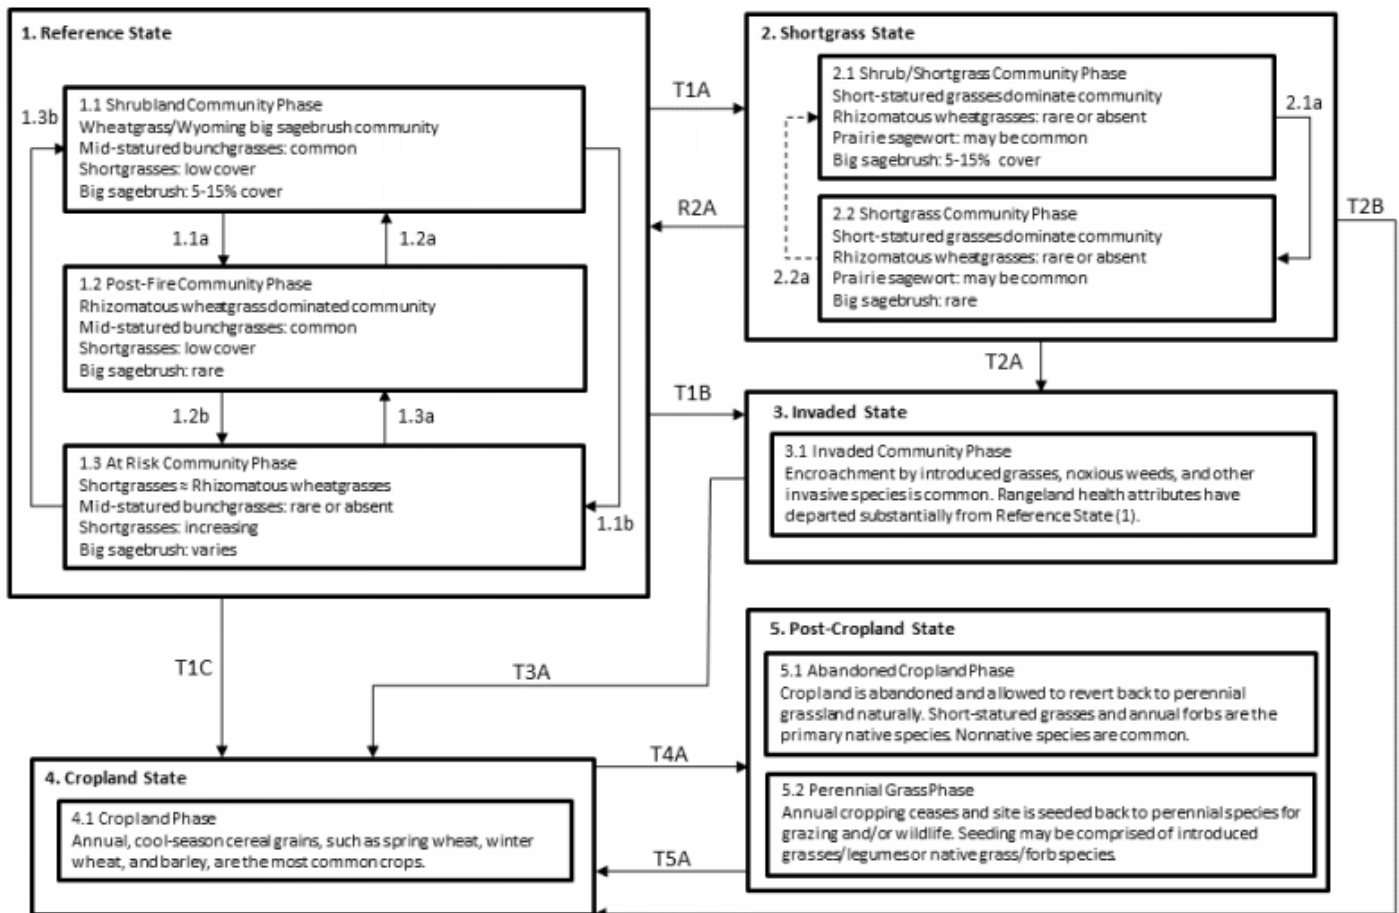 1. Reference State
1.3b
1.1 Shrubland Community Phase
Wheatgrass/Wyoming big sagebrush community
Mid-statured bunchgrasses: common
Shortgrasses: low cover
Big sagebrush: 5-15% cover
1.1a
1.2a
1.2 Post-Fire Community Phase
Rhizomatous wheatgrass dominated community
Mid-statured bunchgrasses: common
Shortgrasses: low cover
Big sagebrush: rare
1.2b
1.3a
1.3 At Risk Community Phase
Shortgrasses ≈ Rhizomatous wheatgrasses
Mid-statured bunchgrasses: rare or absent
Shortgrasses: increasing
Big sagebrush: varies
1.1b
T1A
R2A
T1B
2. Shortgrass State
2.1 Shrub/Shortgrass Community Phase
Short-statured grasses dominate community
Rhizomatous wheatgrasses: rare or absent
Prairie sagewort: may be common
Big sagebrush: 5-15% cover
2.1a
2.2 Shortgrass Community Phase
Short-statured grasses dominate community
Rhizomatous wheatgrasses: rare or absent
Prairie sagewort: may be common
Big sagebrush: rare
2.2a
T2B
T2A
3. Invaded State
3.1 Invaded Community Phase
Encroachment by introduced grasses, noxious weeds, and other
invasive species is common. Rangeland health attributes have
departed substantially from Reference State (1).
T1C
T3A
5. Post-Cropland State
5.1 Abandoned Cropland Phase
Cropland is abandoned and allowed to revert back to perennial
grassland naturally. Short-statured grasses and annual forbs are the
primary native species. Nonnative species are common.
5.2 Perennial Grass Phase
Annual cropping ceases and site is seeded back to perennial species for
grazing and/or wildlife. Seeding may be comprised of introduced
grasses/legumes or native grass/forb species.
T4A
T5A
4. Cropland State
4.1 Cropland Phase
Annual, cool-season cereal grains, such as spring wheat, winter
wheat, and barley, are the most common crops.